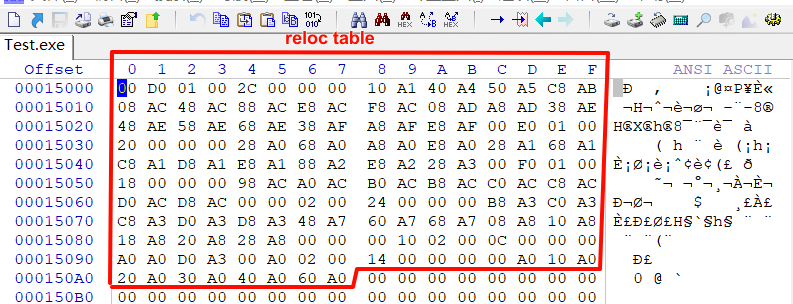 Test.exe
reloc table
Offset 0 1 2 3 4 5 6 7 8 9 A B C D E F ANSI ASCII
00015000 00 D0 01 00 2C 00 00 00 10 A1 40 A4 50 A5 C8 AB Ð , ¡@¤P¥È«
00015010 08 AC 48 AC 88 AC E8 AC F8 AC 08 AD A8 AD 38 AE ¬H¬ˆ¬è¬ø¬ -¨-8®
00015020 48 AE 58 AE 68 AE 38 AF A8 AF E8 AF 00 E0 01 00 H®X®h®8¯¨¯è¯ à
00015030 20 00 00 00 28 A0 68 A0 A8 A0 E8 A0 28 A1 68 A1 ( h ¨ è (¡h¡
00015040 C8 A1 D8 A1 E8 A1 88 A2 E8 A2 28 A3 00 F0 01 00 È¡Ø¡è¡ˆ¢è¢(£ ð
00015050 18 00 00 00 98 AC A0 AC B0 AC B8 AC C0 AC C8 AC ˜¬ ¬°¬¸¬À¬È¬
00015060 D0 AC D8 AC 00 00 02 00 24 00 00 00 B8 A3 C0 A3 Ð¬Ø¬ $ ¸£À£
00015070 C8 A3 D0 A3 D8 A3 48 A7 60 A7 68 A7 08 A8 10 A8 È£Ð£Ø£H§`§h§ ¨ ¨
00015080 18 A8 20 A8 28 A8 00 00 00 10 02 00 0C 00 00 00 ¨ ¨(¨
00015090 A0 A0 D0 A3 00 A0 02 00 14 00 00 00 00 A0 10 A0 Ð£
000150A0 20 A0 30 A0 40 A0 60 A0 00 00 00 00 00 00 00 00 0 @ `
000150B0 00 00 00 00 00 00 00 00 00 00 00 00 00 00 00 00